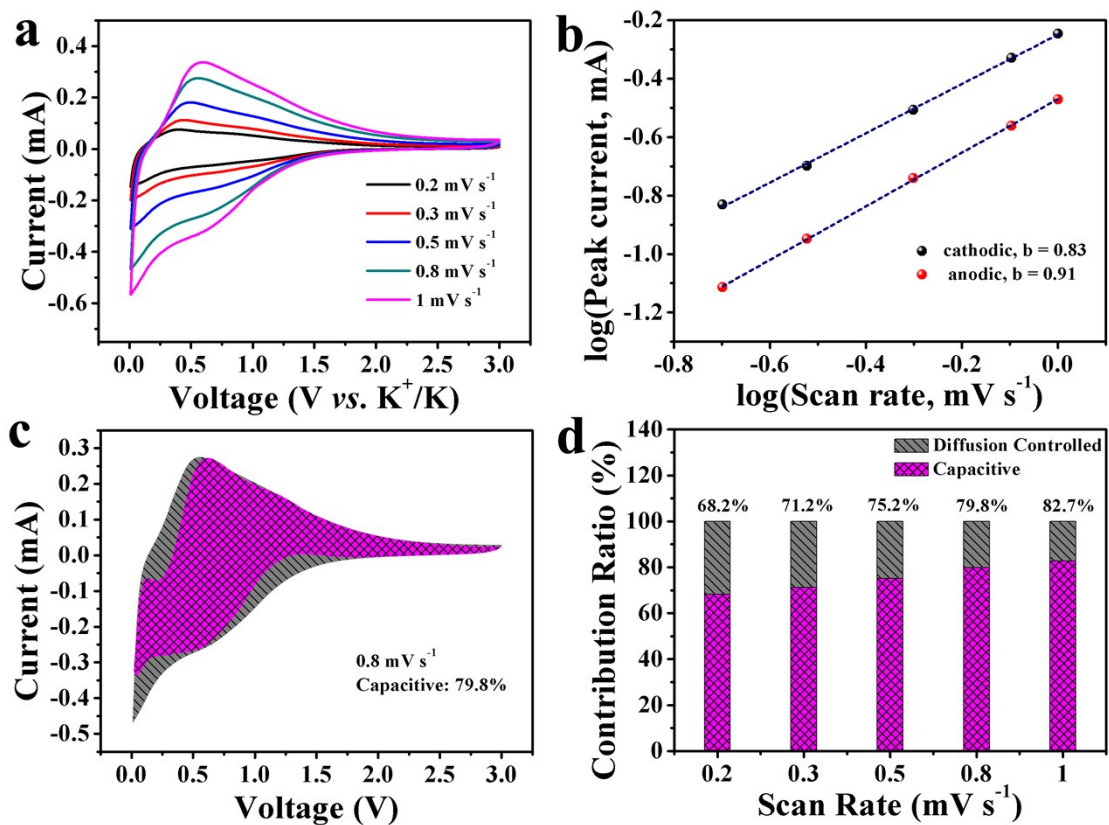 a
0.4
0.2
0.0
-0.2
-0.4
-0.6
Current (mA)
0.2 mV s⁻¹
0.3 mV s⁻¹
0.5 mV s⁻¹
0.8 mV s⁻¹
1 mV s⁻¹
0.0 0.5 1.0 1.5 2.0 2.5 3.0
Voltage (V vs. K⁺/K)
b
-0.2
-0.4
-0.6
-0.8
-1.0
-1.2
log(Peak current, mA)
cathodic, b = 0.83
anodic, b = 0.91
-0.8 -0.6 -0.4 -0.2 0.0
log(Scan rate, mV s⁻¹)
c
0.3
0.2
0.1
0.0
-0.1
-0.2
-0.3
-0.4
-0.5
Current (mA)
0.8 mV s⁻¹
Capacitive: 79.8%
0.0 0.5 1.0 1.5 2.0 2.5 3.0
Voltage (V)
d
140
120
100
80
60
40
20
0
Contribution Ratio (%)
Diffusion Controlled
Capacitive
68.2% 71.2% 75.2% 79.8% 82.7%
0.2 0.3 0.5 0.8 1
Scan Rate (mV s⁻¹)